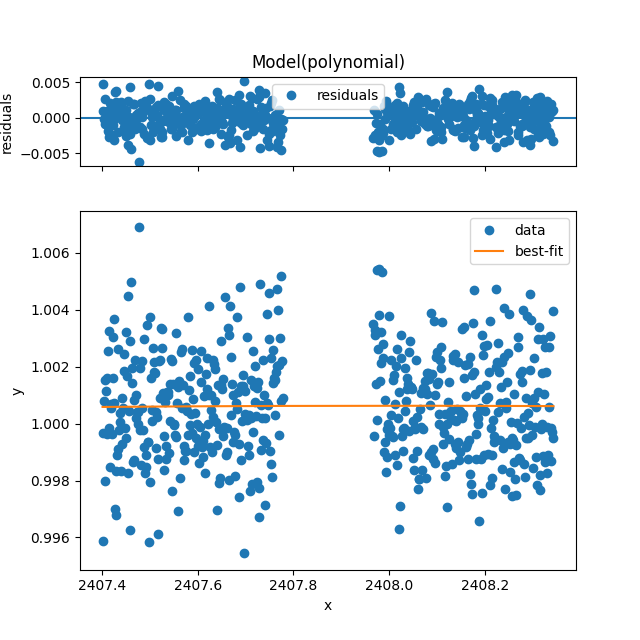 Model(polynomial)
residuals
0.005
0.000
−0.005
residuals
y
1.006
1.004
1.002
1.000
0.998
0.996
data
best-fit
2407.4
2407.6
2407.8
2408.0
2408.2
x